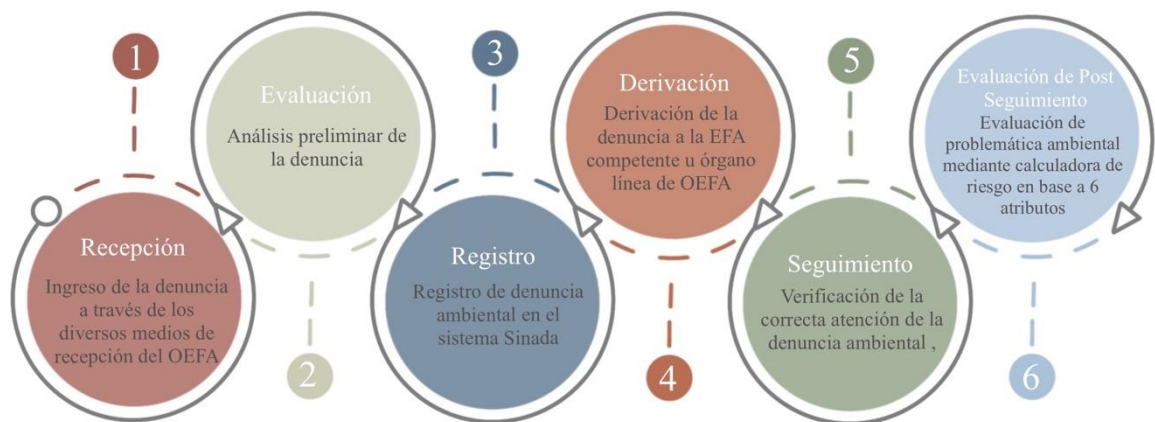 1
Recepción
Ingreso de la denuncia
a través de los
diversos medios de
recepción del OEFA
Evaluación
Análisis preliminar de
la denuncia
2
3
Registro
Registro de denuncia
ambiental en el
sistema Sinada
Derivación
Derivación de la
denuncia a la EFA
competente u órgano
línea de OEFA
4
5
Seguimiento
Verificación de la
correcta atención de la
denuncia ambiental ,
Evaluación de Post
Seguimiento
Evaluación de
problemática ambiental
mediante calculadora de
riesgo en base a 6
atributos
6